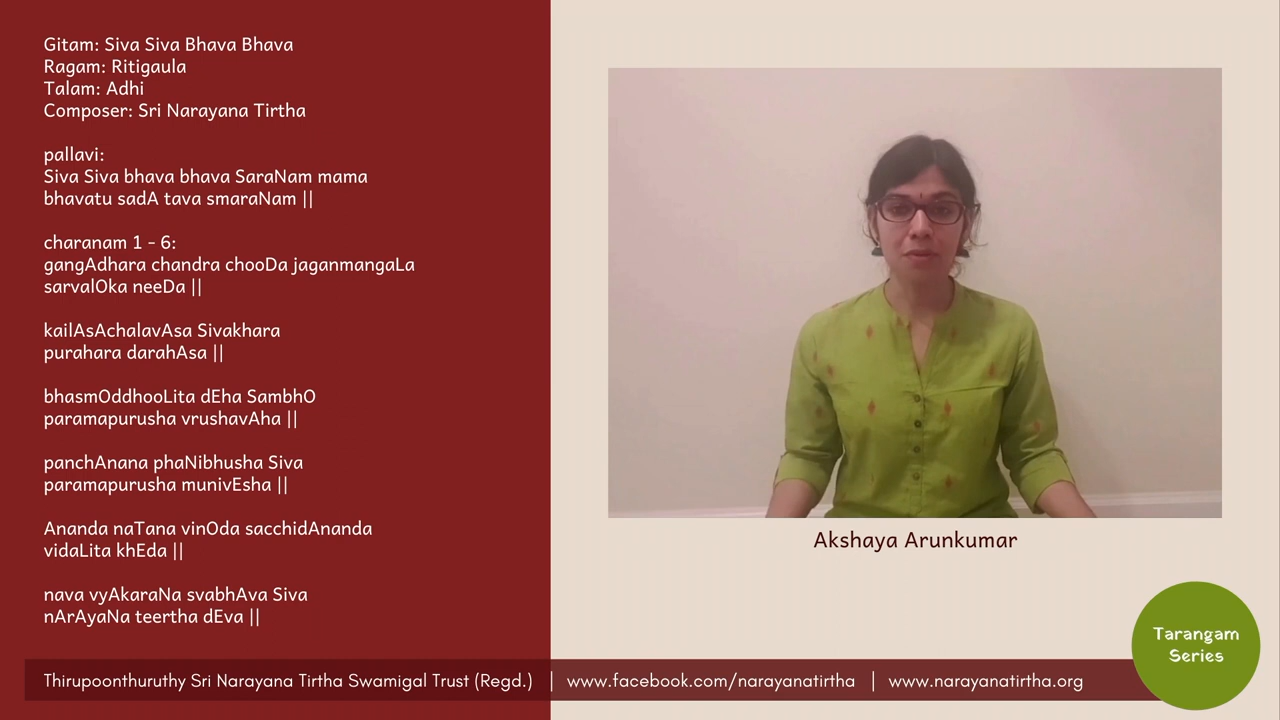 Gitam: Siva Siva Bhava Bhava
Ragam: Ritigaula
Talam: Adhi
Composer: Sri Narayana Tirtha
pallavi:
Siva Siva bhava bhava SaraNam mama
bhavatu sadA tava smaraNam ||
charanam 1 - 6:
gangAdhara chandra chooDa jaganmangaLa
sarvalOka neeDa ||
kailAsAchalavAsa Sivakhara
purahara darahAsa ||
bhasmOddhooLita dEha SambhO
paramapurusha vrushavAha ||
panchAnana phaNibhusha Siva
paramapurusha munivEsha ||
Ananda naTana vinOda sacchidAnanda
vidaLita khEda ||
nava vyAkaraNa svabhAva Siva
nArAyaNa teertha dEva ||
Akshaya Arunkumar
Tarangam
Series
Thirupoonthuruthy Sri Narayana Tirtha Swamigal Trust (Regd.) | www.facebook.com/narayanatirtha | www.narayanatirtha.org